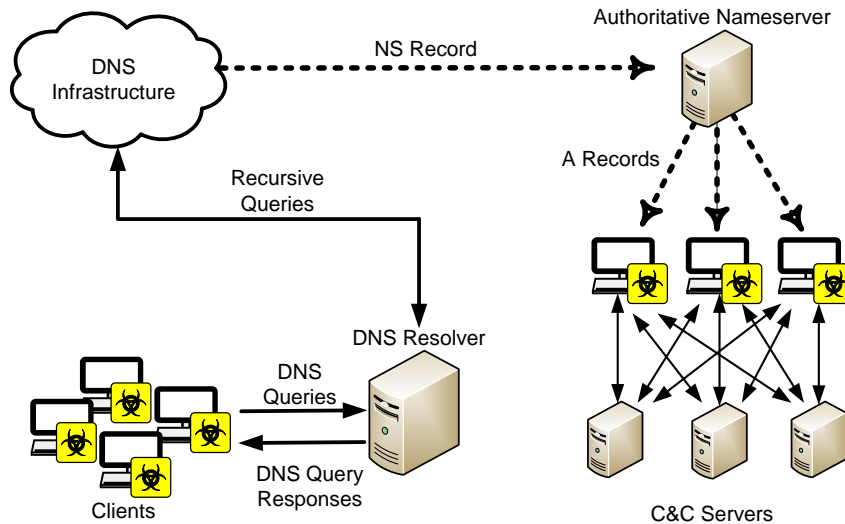 Authoritative Nameserver
NS Record
DNS
Infrastructure
A Records
Recursive
Queries
DNS Resolver
DNS
Queries
DNS Query
Responses
Clients
C&C Servers